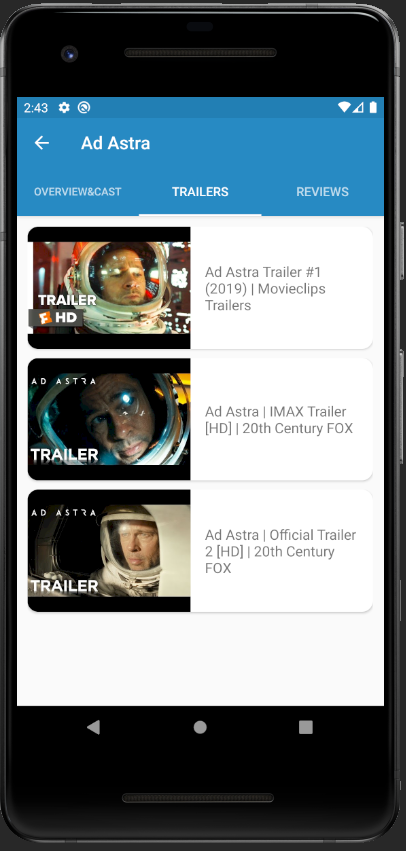 2:43
Ad Astra
OVERVIEW&CAST
TRAILERS
REVIEWS
TRAILER
HD
Ad Astra Trailer #1
(2019) | Movieclips
Trailers
AD ASTRA
TRAILER
Ad Astra | IMAX Trailer
[HD] | 20th Century FOX
AD ASTRA
TRAILER
Ad Astra | Official Trailer
2 [HD] | 20th Century
FOX